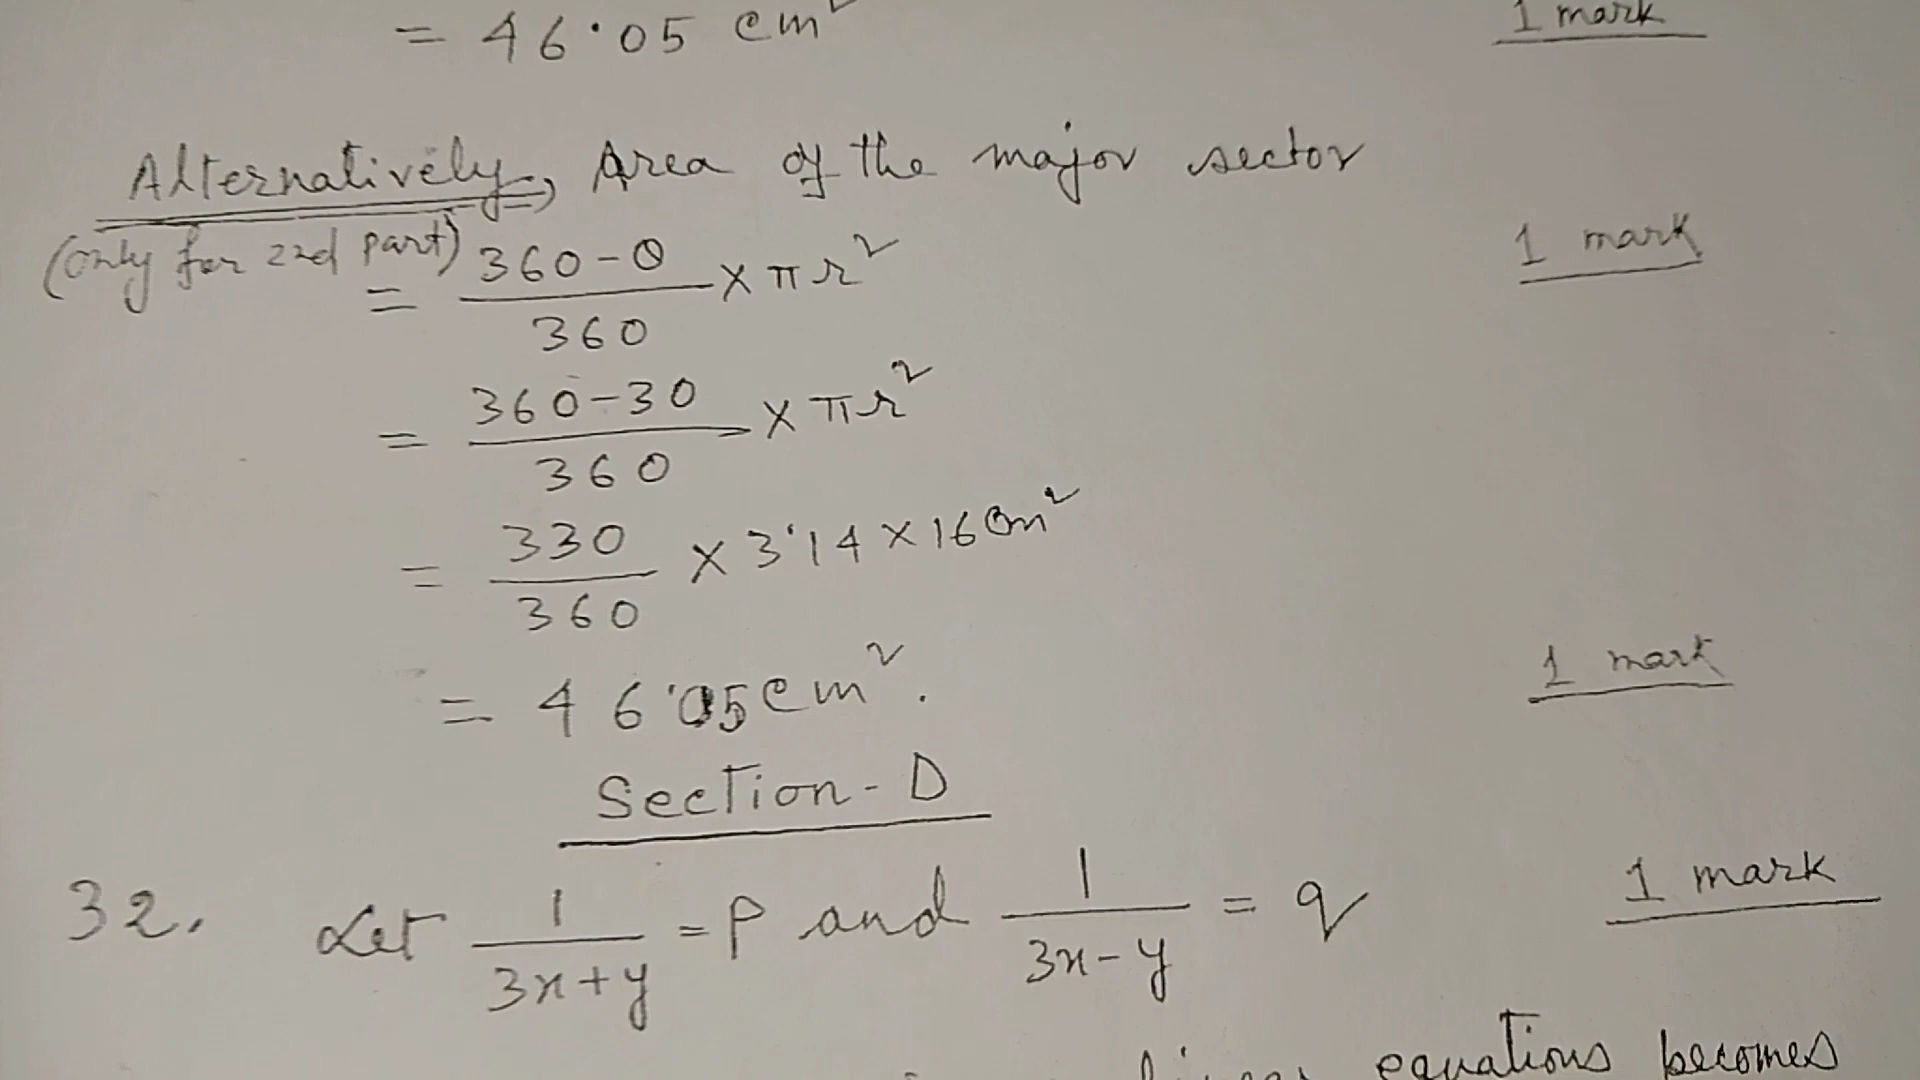 = 46.05 cm²
1 mark
Alternatively, Area of the major sector
(only for 2nd part)
= 360-θ/360 × πr²
1 mark
= 360-30/360 × πr²
= 330/360 × 3.14 × 16 cm²
= 46.05 cm².
1 mark
Section - D
32. Let 1/3x+y = p and 1/3x-y = q
1 mark
equations becomes